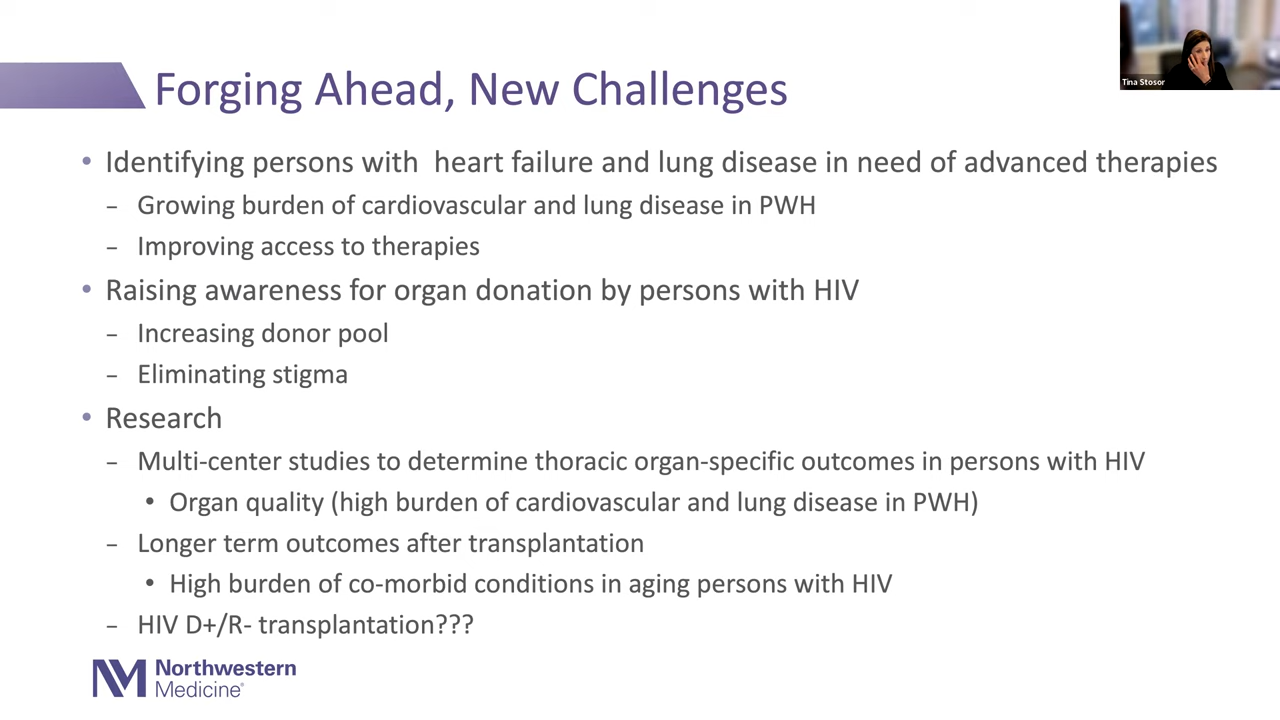 Tina Stosor
Forging Ahead, New Challenges
• Identifying persons with heart failure and lung disease in need of advanced therapies
– Growing burden of cardiovascular and lung disease in PWH
– Improving access to therapies
• Raising awareness for organ donation by persons with HIV
– Increasing donor pool
– Eliminating stigma
• Research
– Multi-center studies to determine thoracic organ-specific outcomes in persons with HIV
• Organ quality (high burden of cardiovascular and lung disease in PWH)
– Longer term outcomes after transplantation
• High burden of co-morbid conditions in aging persons with HIV
– HIV D+/R- transplantation???
NM
Northwestern
Medicine®